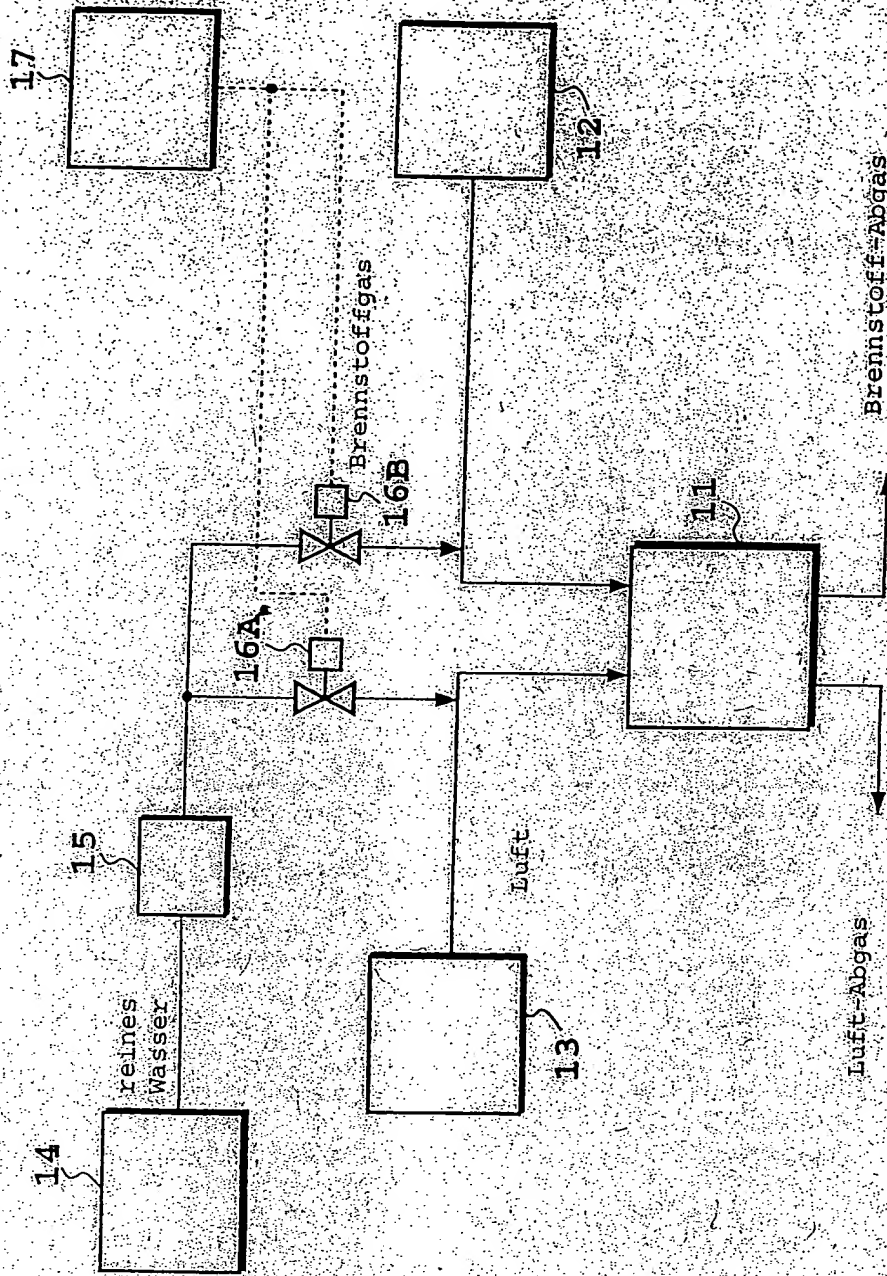 14
reines
Wasser
15
16A
16B
17
Brennstoffgas
13
Luft
12
11
Luft-Abgas
Brennstoff-Abgas